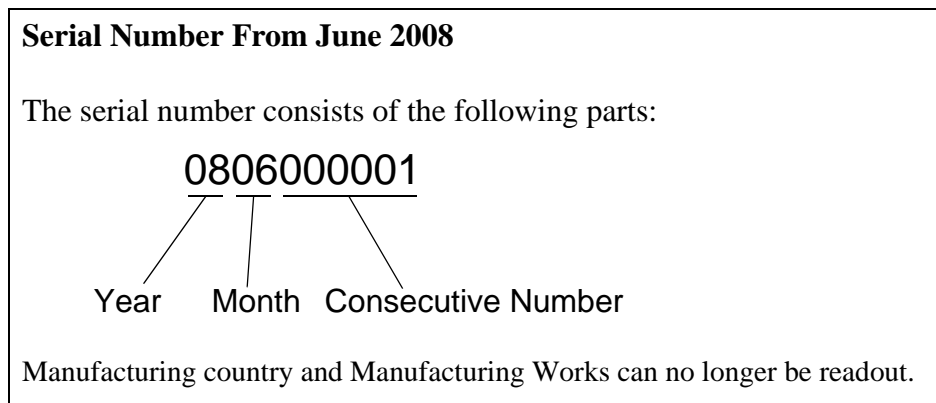 Serial Number From June 2008
The serial number consists of the following parts:
0806000001
Year Month Consecutive Number
Manufacturing country and Manufacturing Works can no longer be readout.